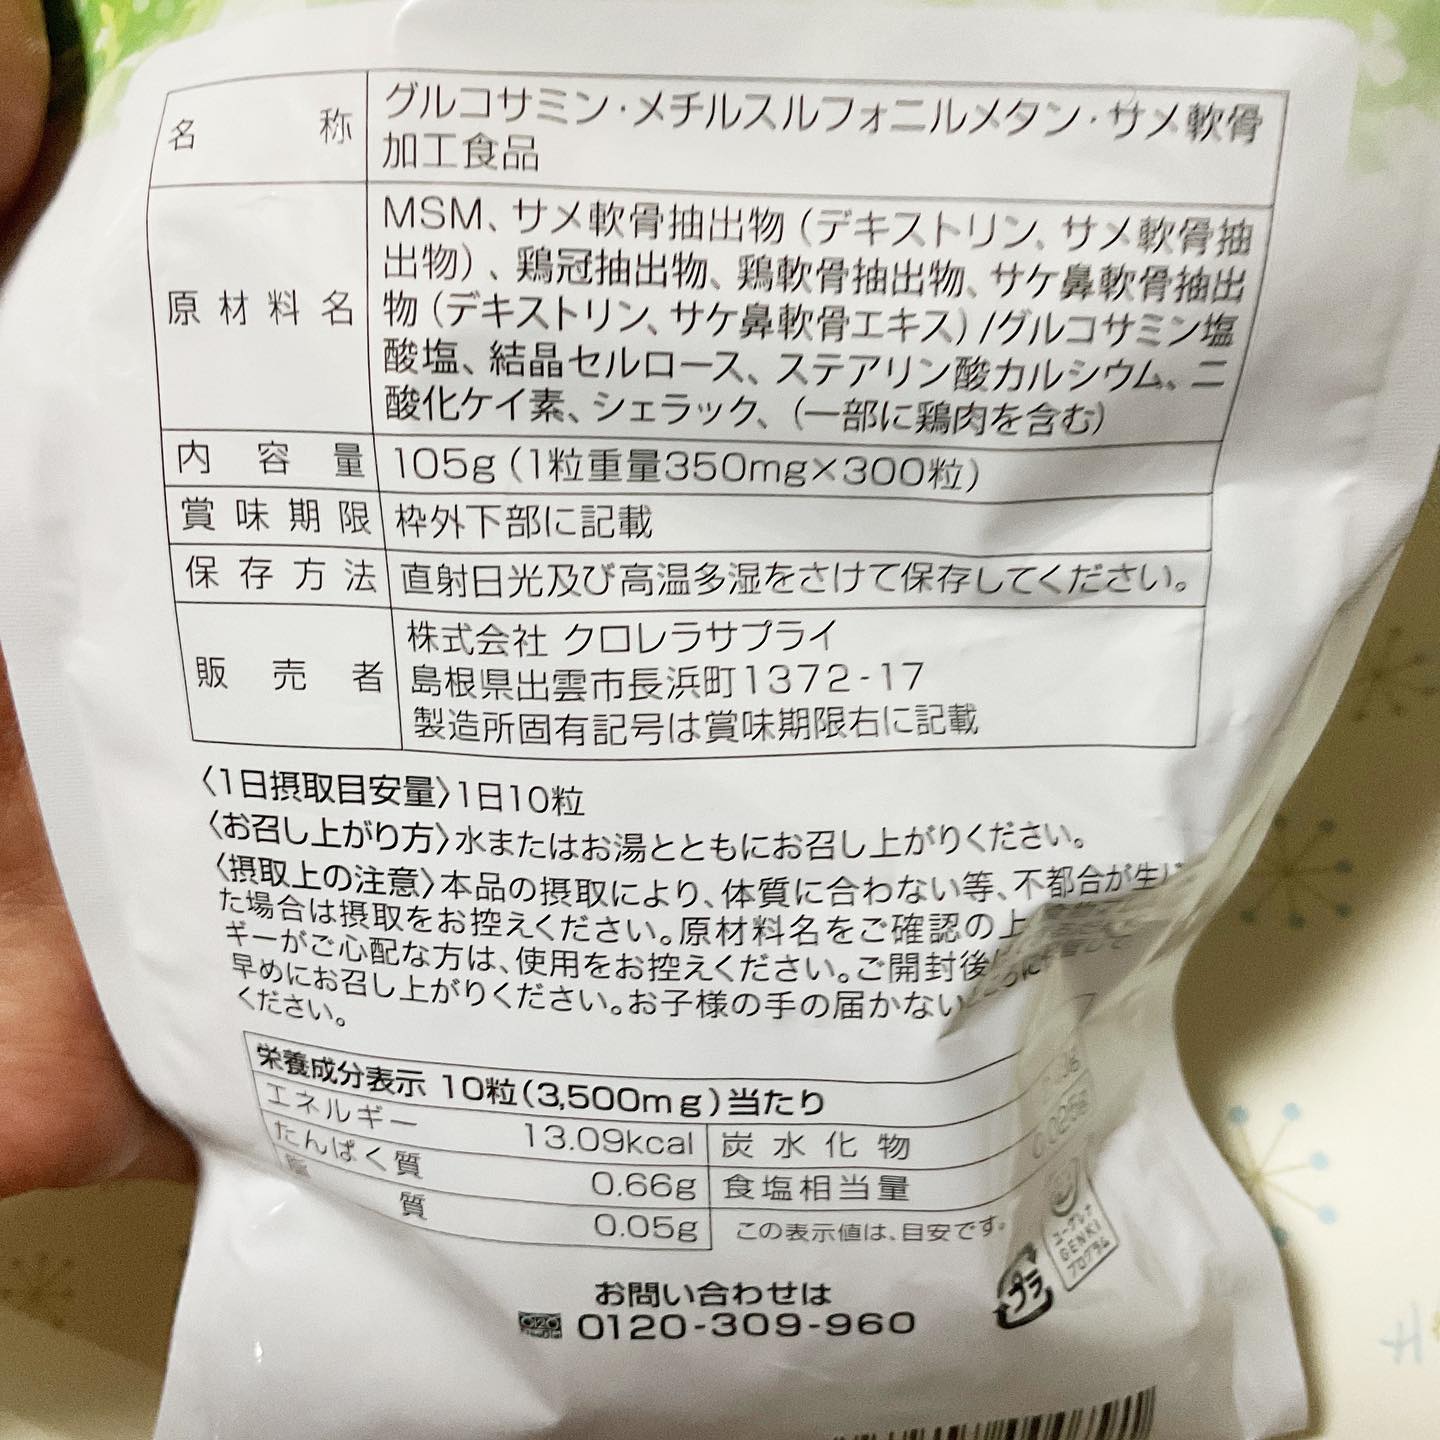 名称 グルコサミン・メチルスルフォニルメタン・サメ軟骨
加工食品
原材料名 MSM、サメ軟骨抽出物（デキストリン、サメ軟骨抽
出物）、鶏冠抽出物、鶏軟骨抽出物、サケ鼻軟骨抽出
物（デキストリン、サケ鼻軟骨エキス）/グルコサミン塩
酸塩、結晶セルロース、ステアリン酸カルシウム、二
酸化ケイ素、シェラック、（一部に鶏肉を含む）
内容量 105g（1粒重量350mg×300粒）
賞味期限 枠外下部に記載
保存方法 直射日光及び高温多湿をさけて保存してください。
販売者 株式会社 クロレラサプライ
島根県出雲市長浜町1372-17
製造所固有記号は賞味期限右に記載
〈1日摂取目安量〉1日10粒
〈お召し上がり方〉水またはお湯とともにお召し上がりください。
〈摂取上の注意〉本品の摂取により、体質に合わない等、不都合が生じ
た場合は摂取をお控えください。原材料名をご確認の上
ギーがご心配な方は、使用をお控えください。ご開封後
早めにお召し上がりください。お子様の手の届かない
ください。
栄養成分表示 10粒(3,500mg)当たり
エネルギー 13.09kcal 炭水化物
たんぱく質 0.66g 食塩相当量
脂質 0.05g この表示値は、目安です。
ユーグレナ
GENKI
プログラム
プラ
お問い合わせは
0120-309-960